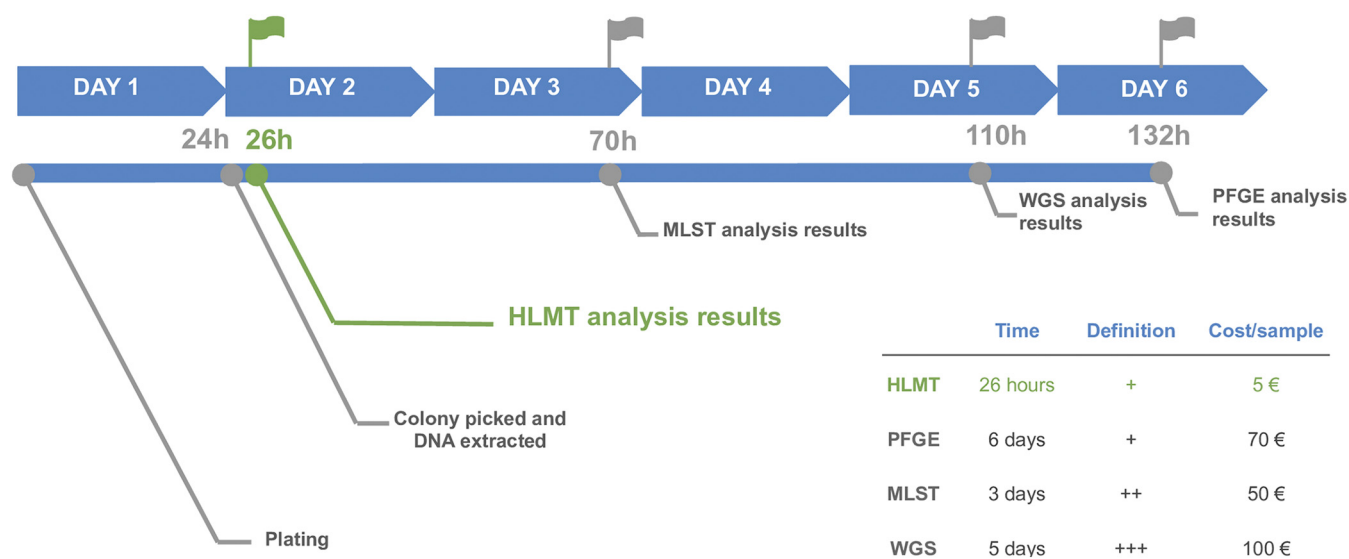 DAY 1
DAY 2
DAY 3
DAY 4
DAY 5
DAY 6
24h
26h
70h
110h
132h
MLST analysis results
WGS analysis
results
PFGE analysis
results
HLMT analysis results
Colony picked and
DNA extracted
Plating
Time Definition Cost/sample
HLMT 26 hours + 5 €
PFGE 6 days + 70 €
MLST 3 days ++ 50 €
WGS 5 days +++ 100 €